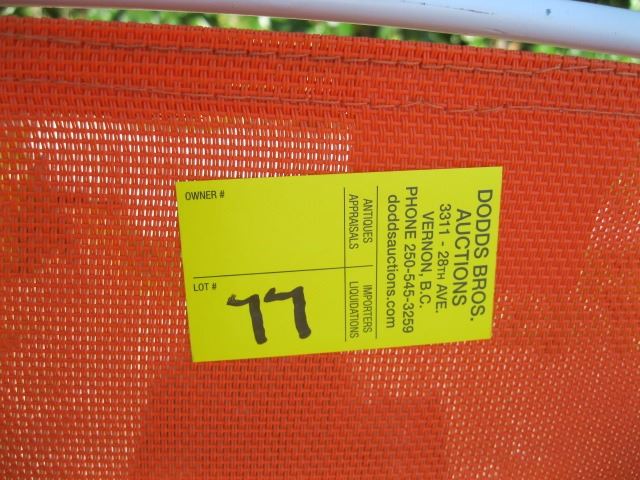 DODDS BROS.
AUCTIONS
3311 - 28TH AVE.
VERNON, B.C.
PHONE 250-545-3259
doddsauctions.com
ANTIQUES
APPRAISALS
IMPORTERS
LIQUIDATIONS
OWNER #
LOT #
77